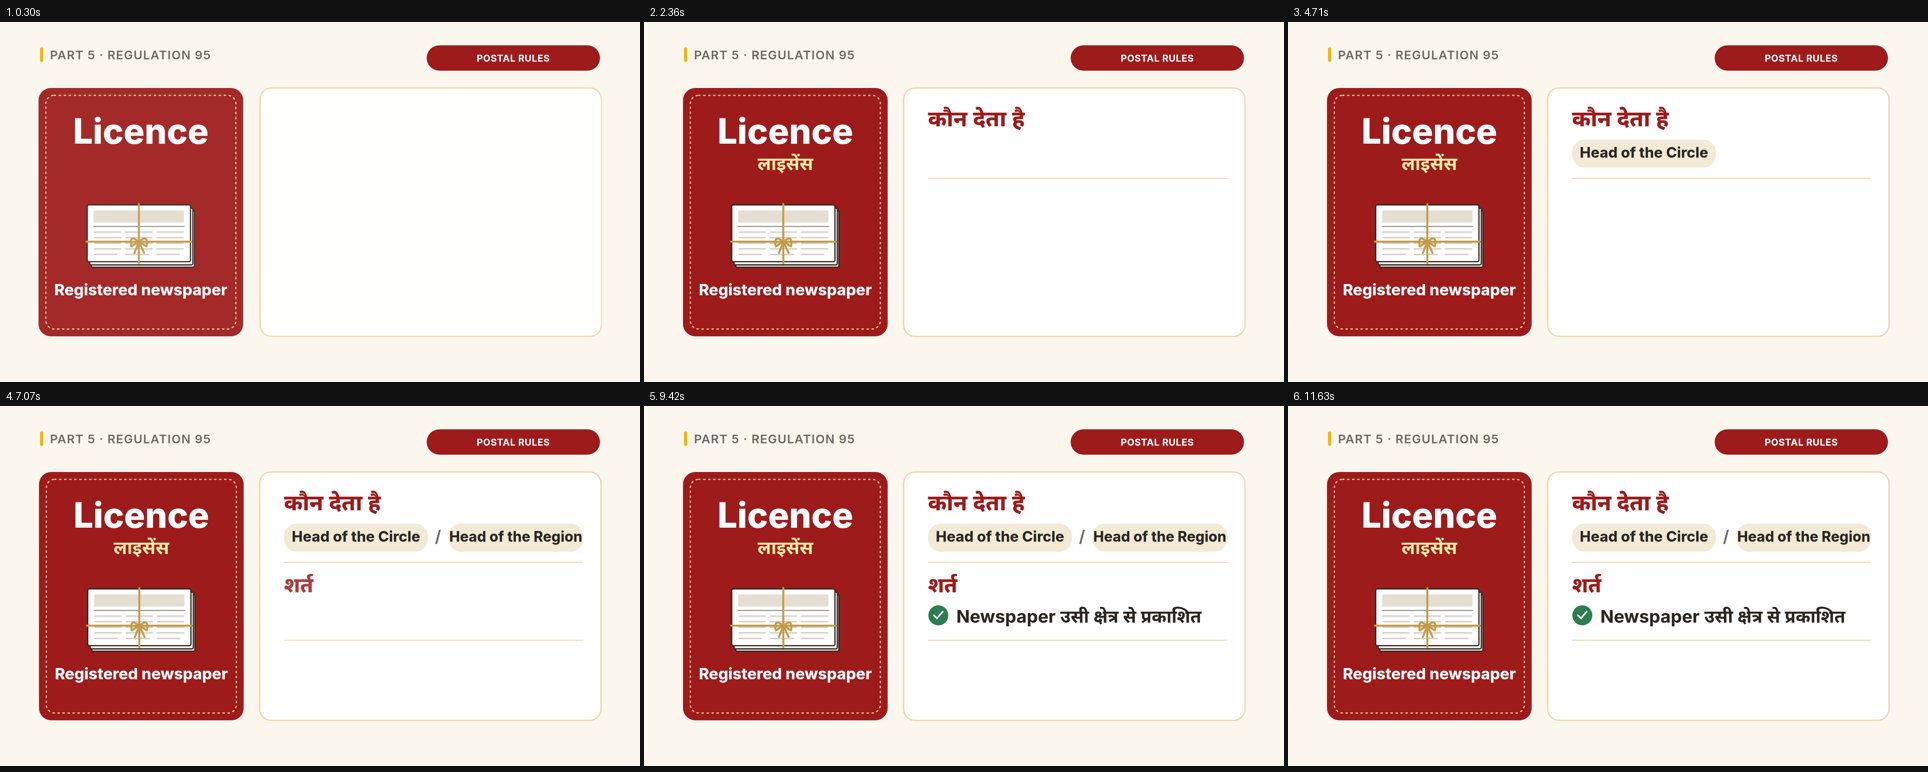 1. 0.30s
PART 5 · REGULATION 95
POSTAL RULES
Licence
Registered newspaper
2. 2.36s
PART 5 · REGULATION 95
POSTAL RULES
Licence
लाइसेंस
Registered newspaper
कौन देता है
3. 4.71s
PART 5 · REGULATION 95
POSTAL RULES
Licence
लाइसेंस
Registered newspaper
कौन देता है
Head of the Circle
4. 7.07s
PART 5 · REGULATION 95
POSTAL RULES
Licence
लाइसेंस
Registered newspaper
कौन देता है
Head of the Circle / Head of the Region
शर्त
5. 9.42s
PART 5 · REGULATION 95
POSTAL RULES
Licence
लाइसेंस
Registered newspaper
कौन देता है
Head of the Circle / Head of the Region
शर्त
Newspaper उसी क्षेत्र से प्रकाशित
6. 11.63s
PART 5 · REGULATION 95
POSTAL RULES
Licence
लाइसेंस
Registered newspaper
कौन देता है
Head of the Circle / Head of the Region
शर्त
Newspaper उसी क्षेत्र से प्रकाशित